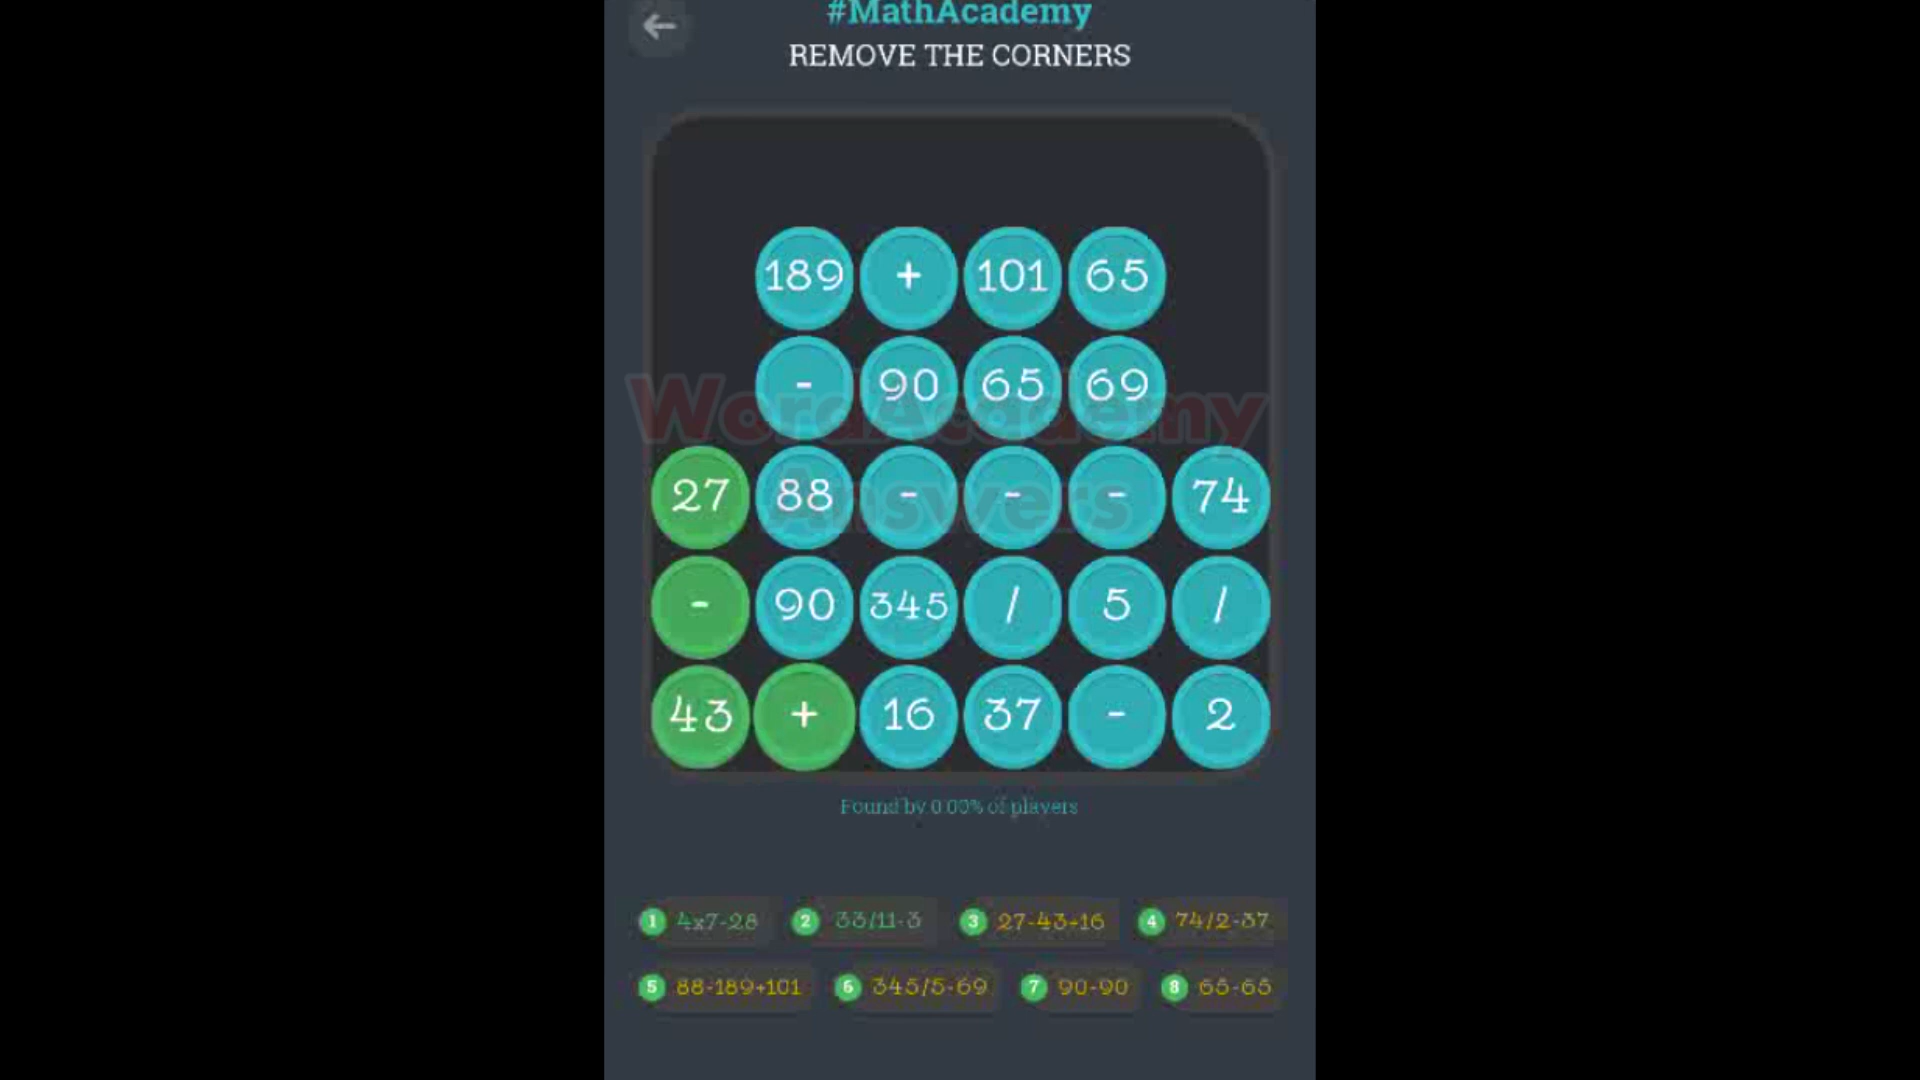 #MathAcademy
REMOVE THE CORNERS
189 + 101 65
- 90 65 69
27 88 - - - 74
- 90 345 / 5 /
43 + 16 37 - 2
WordAcademy
Answers
Found by 0.00% of players
1 4x7-28 2 33/11-3 3 27-43+16 4 74/2-37
5 88-189+101 6 345/5-69 7 90-90 8 65-65